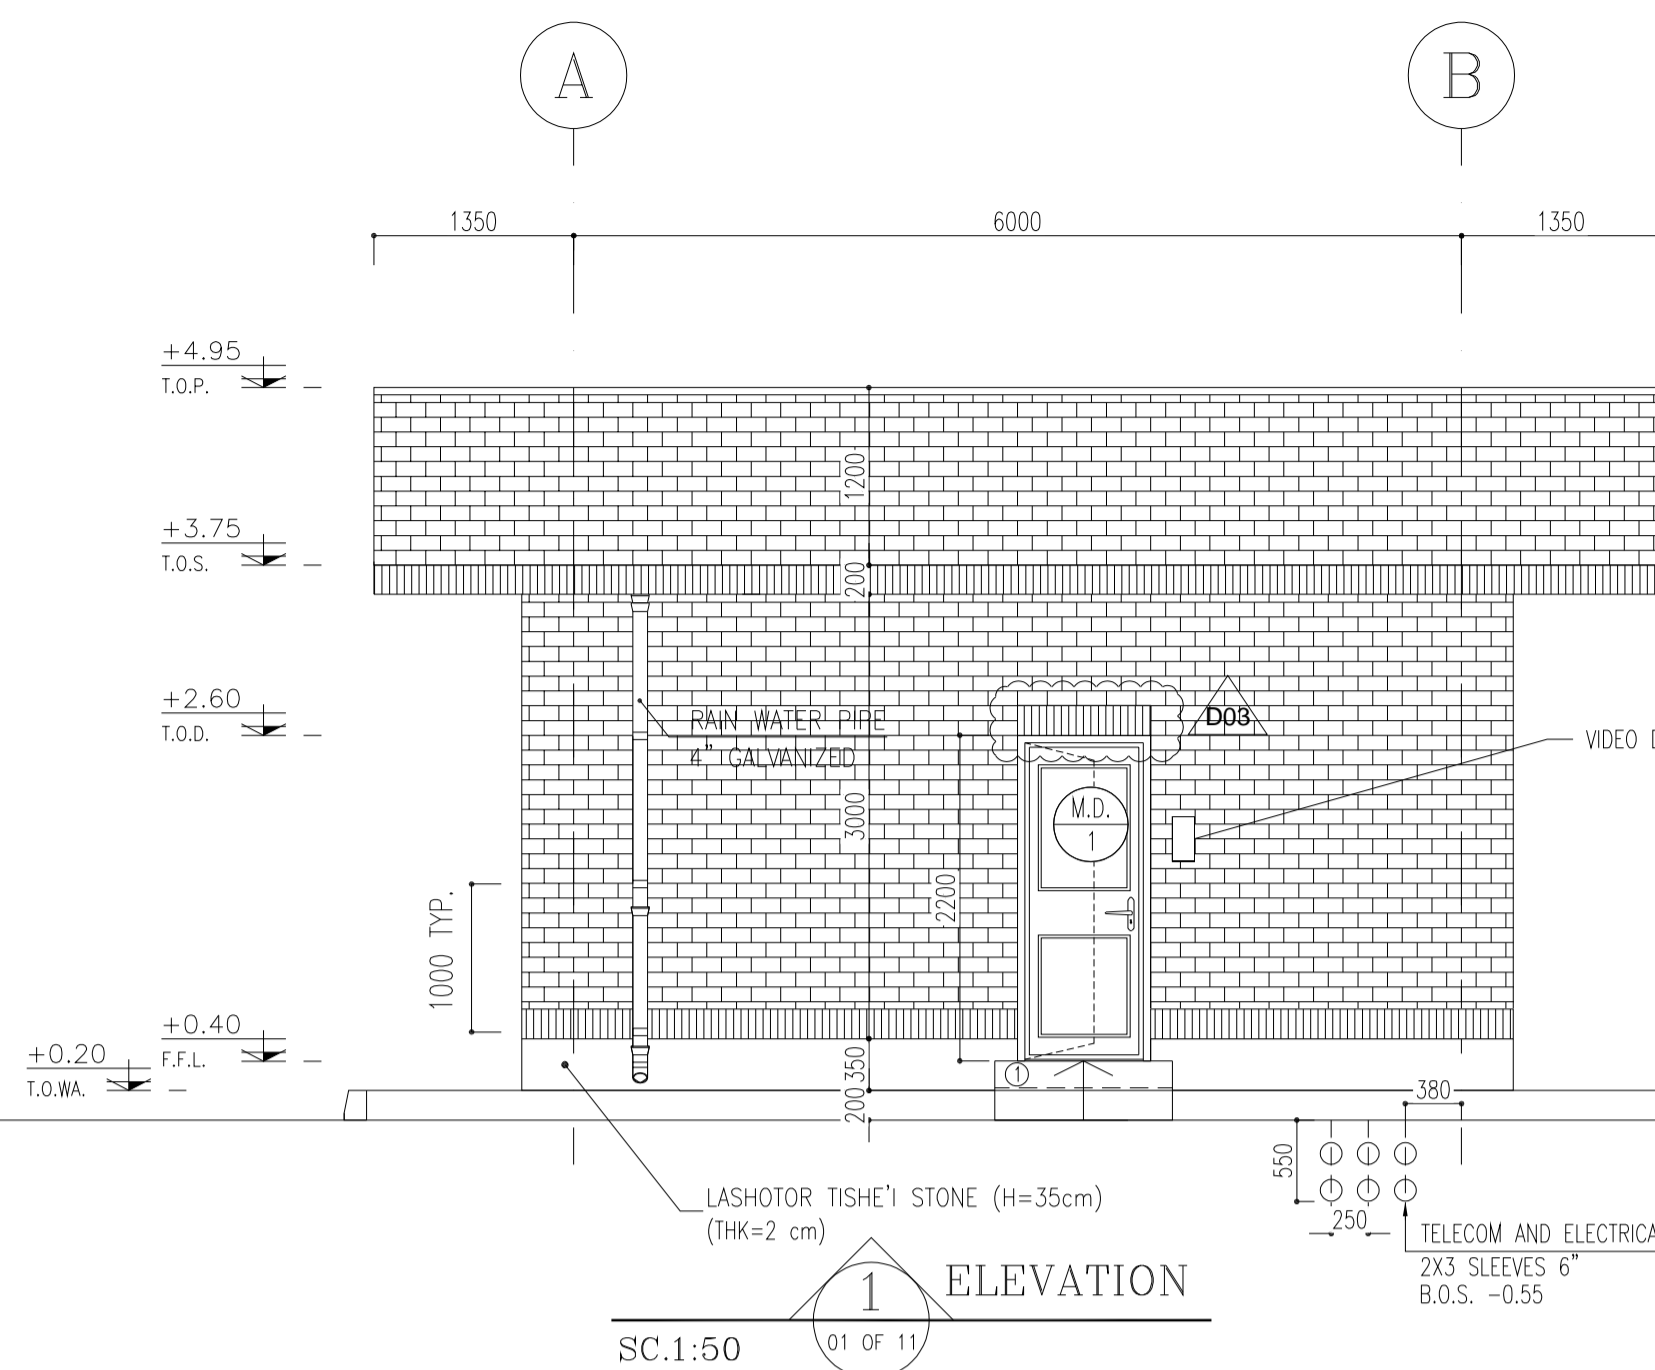 A
B
1350
6000
1350
+4.95
T.O.P.
1200
+3.75
T.O.S.
200
+2.60
T.O.D.
RAIN WATER PIPE
4" GALVANIZED
D03
VIDEO
M.D.
1
3000
2200
1000 TYP.
+0.40
F.F.L.
+0.20
T.O.WA.
350
200
1
380
550
250
LASHOTOR TISHE'I STONE (H=35cm)
(THK=2 cm)
TELECOM AND ELECTRICA
2X3 SLEEVES 6"
B.O.S. -0.55
1
ELEVATION
SC.1:50
01 OF 11